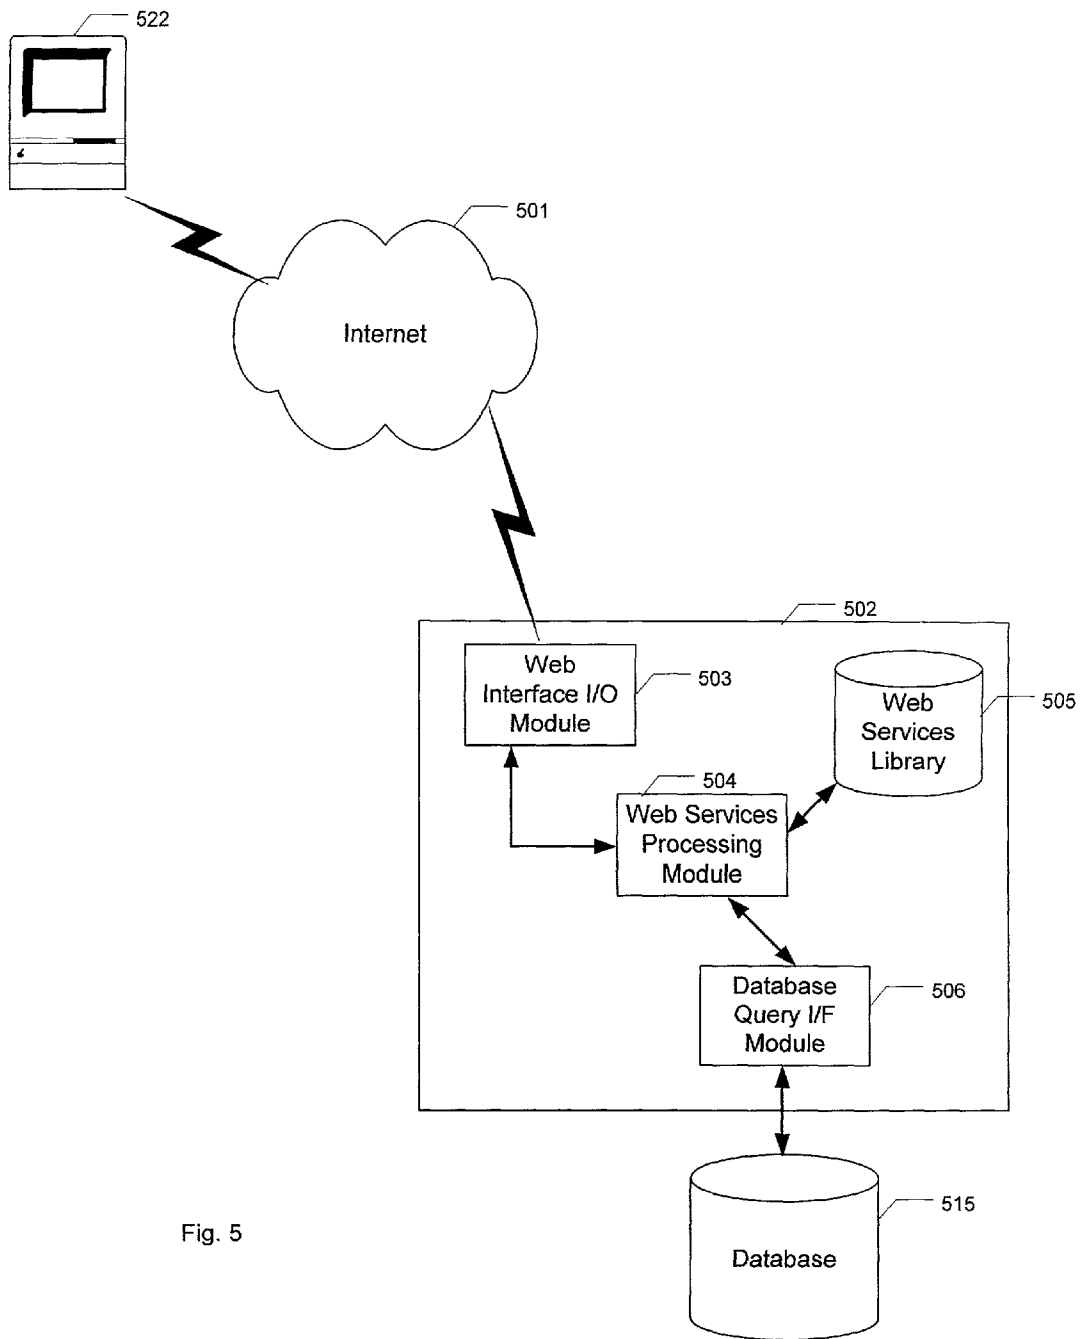 522
501
Internet
502
Web
Interface I/O
Module
503
Web
Services
Library
505
504
Web Services
Processing
Module
Database
Query I/F
Module
506
515
Database
Fig. 5